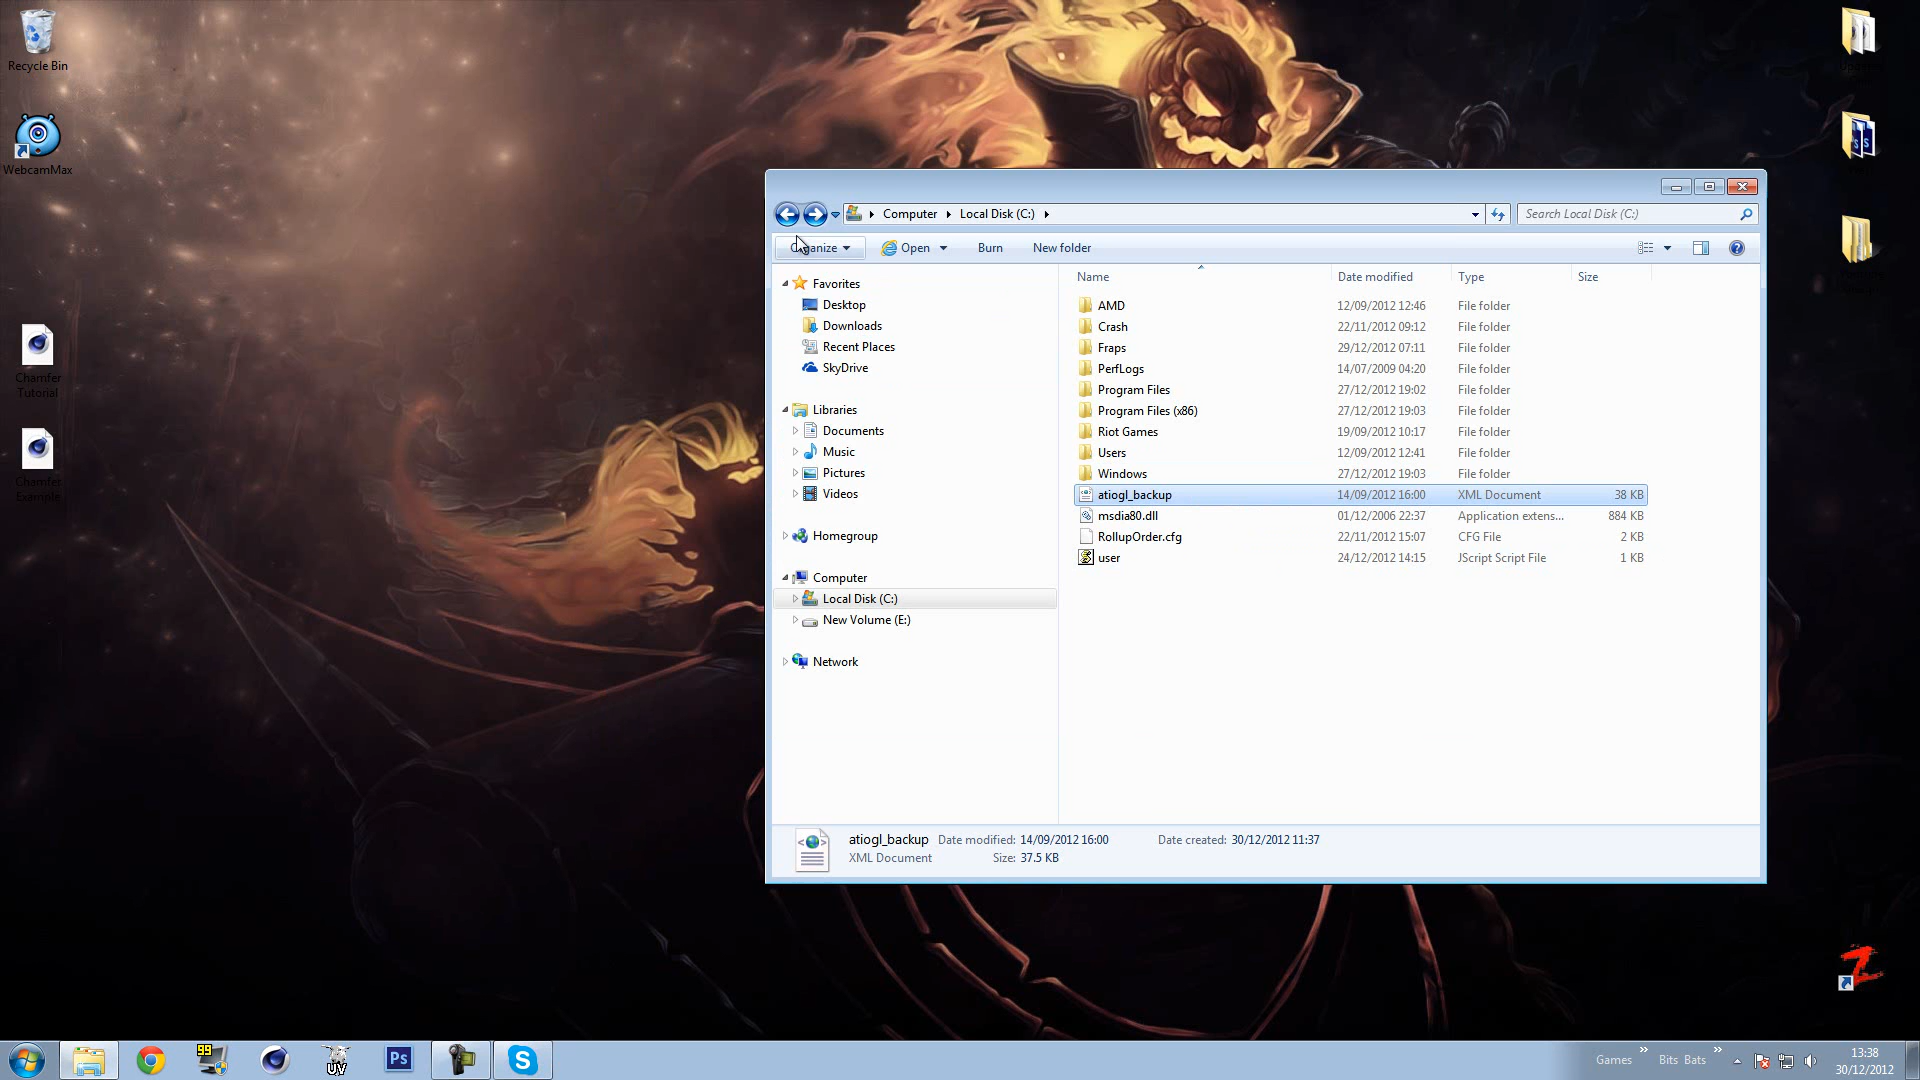 Recycle Bin
WebcamMax
Chamfer
Tutorial
Chamfer
Example
Computer
Local Disk (C:)
Search Local Disk (C:)
Organize
Open
Burn
New folder
Favorites
Desktop
Downloads
Recent Places
SkyDrive
Libraries
Documents
Music
Pictures
Videos
Homegroup
Computer
Local Disk (C:)
New Volume (E:)
Network
Name Date modified Type Size
AMD 12/09/2012 12:46 File folder
Crash 22/11/2012 09:12 File folder
Fraps 29/12/2012 07:11 File folder
PerfLogs 14/07/2009 04:20 File folder
Program Files 27/12/2012 19:02 File folder
Program Files (x86) 27/12/2012 19:03 File folder
Riot Games 19/09/2012 10:17 File folder
Users 12/09/2012 12:41 File folder
Windows 27/12/2012 19:03 File folder
atiogl_backup 14/09/2012 16:00 XML Document 38 KB
msdia80.dll 01/12/2006 22:37 Application extens... 884 KB
RollupOrder.cfg 22/11/2012 15:07 CFG File 2 KB
user 24/12/2012 14:15 JScript Script File 1 KB
atiogl_backup Date modified: 14/09/2012 16:00 Date created: 30/12/2012 11:37
XML Document Size: 37.5 KB
99
UV
Ps
Games » Bits Bats »
13:38
30/12/2012